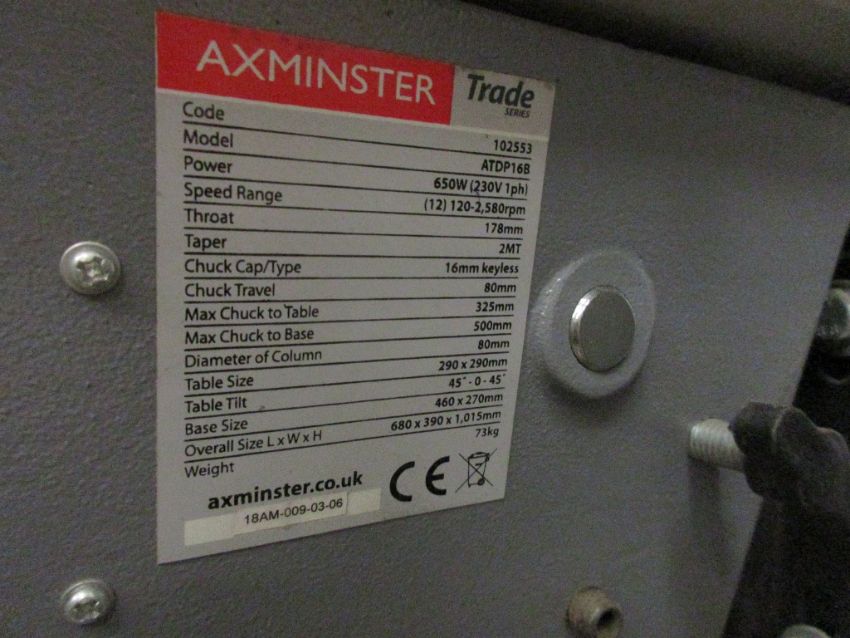 AXMINSTER Trade
SERIES
Code 102553
Model ATDP16B
Power 650W (230V 1ph)
Speed Range (12) 120-2,580rpm
Throat 178mm
Taper 2MT
Chuck Cap/Type 16mm keyless
Chuck Travel 80mm
Max Chuck to Table 325mm
Max Chuck to Base 500mm
Diameter of Column 80mm
Table Size 290 x 290mm
Table Tilt 45˚ - 0 - 45˚
Base Size 460 x 270mm
Overall Size L x W x H 680 x 390 x 1,015mm
Weight 73kg
axminster.co.uk CE
18AM-009-03-06